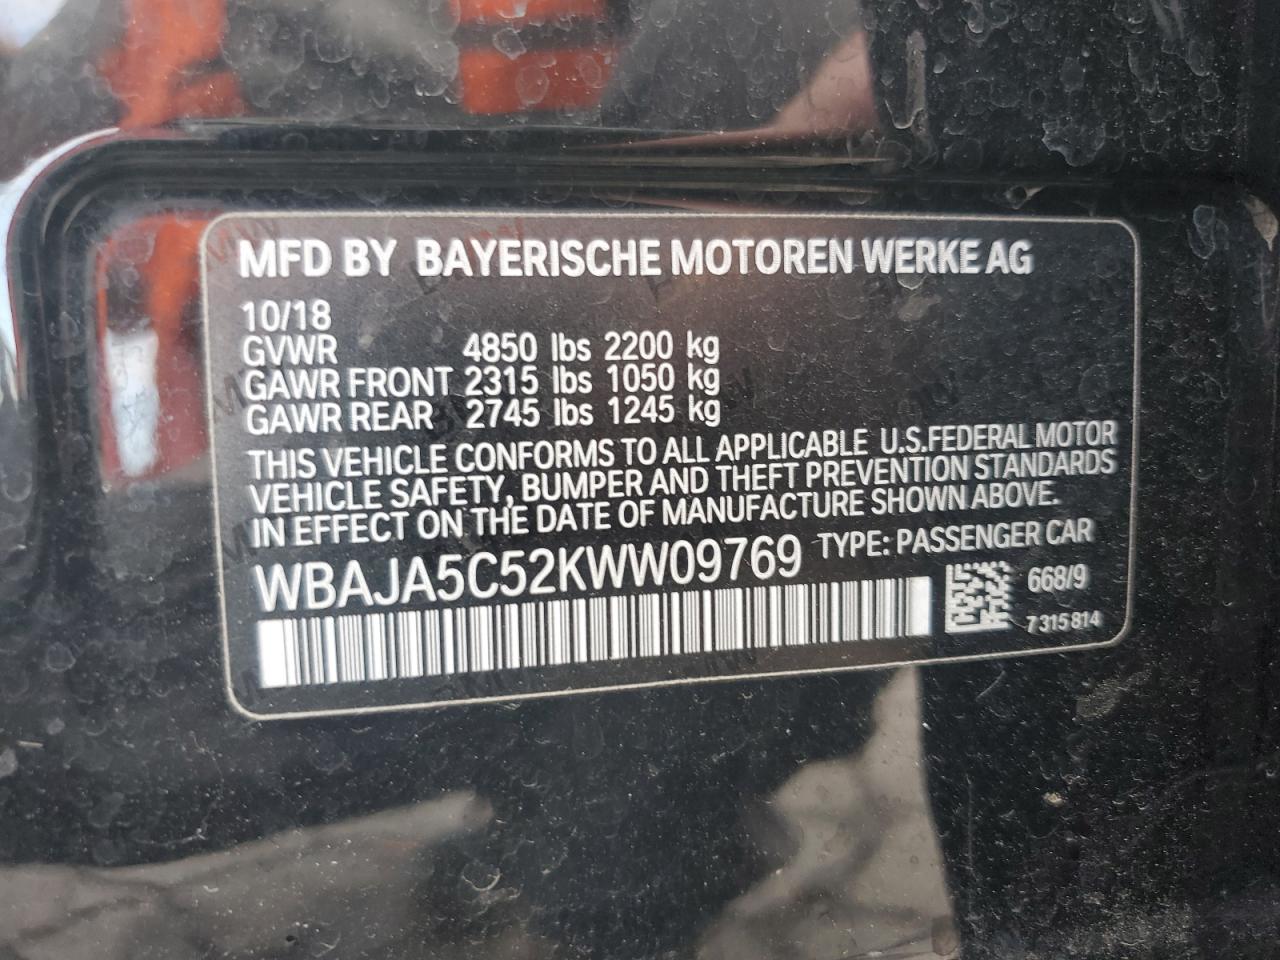 MFD BY BAYERISCHE MOTOREN WERKE AG
10/18
GVWR 4850 lbs 2200 kg
GAWR FRONT 2315 lbs 1050 kg
GAWR REAR 2745 lbs 1245 kg
THIS VEHICLE CONFORMS TO ALL APPLICABLE U.S.FEDERAL MOTOR
VEHICLE SAFETY, BUMPER AND THEFT PREVENTION STANDARDS
IN EFFECT ON THE DATE OF MANUFACTURE SHOWN ABOVE.
WBAJA5C52KWW09769 TYPE: PASSENGER CAR
668/9
7 315 814